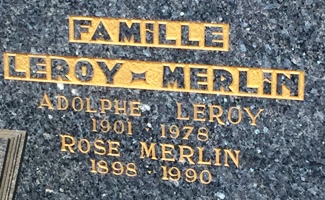 FAMILLE
LEROY - MERLIN
ADOLPHE LEROY
1901 - 1978
ROSE MERLIN
1898 - 1990